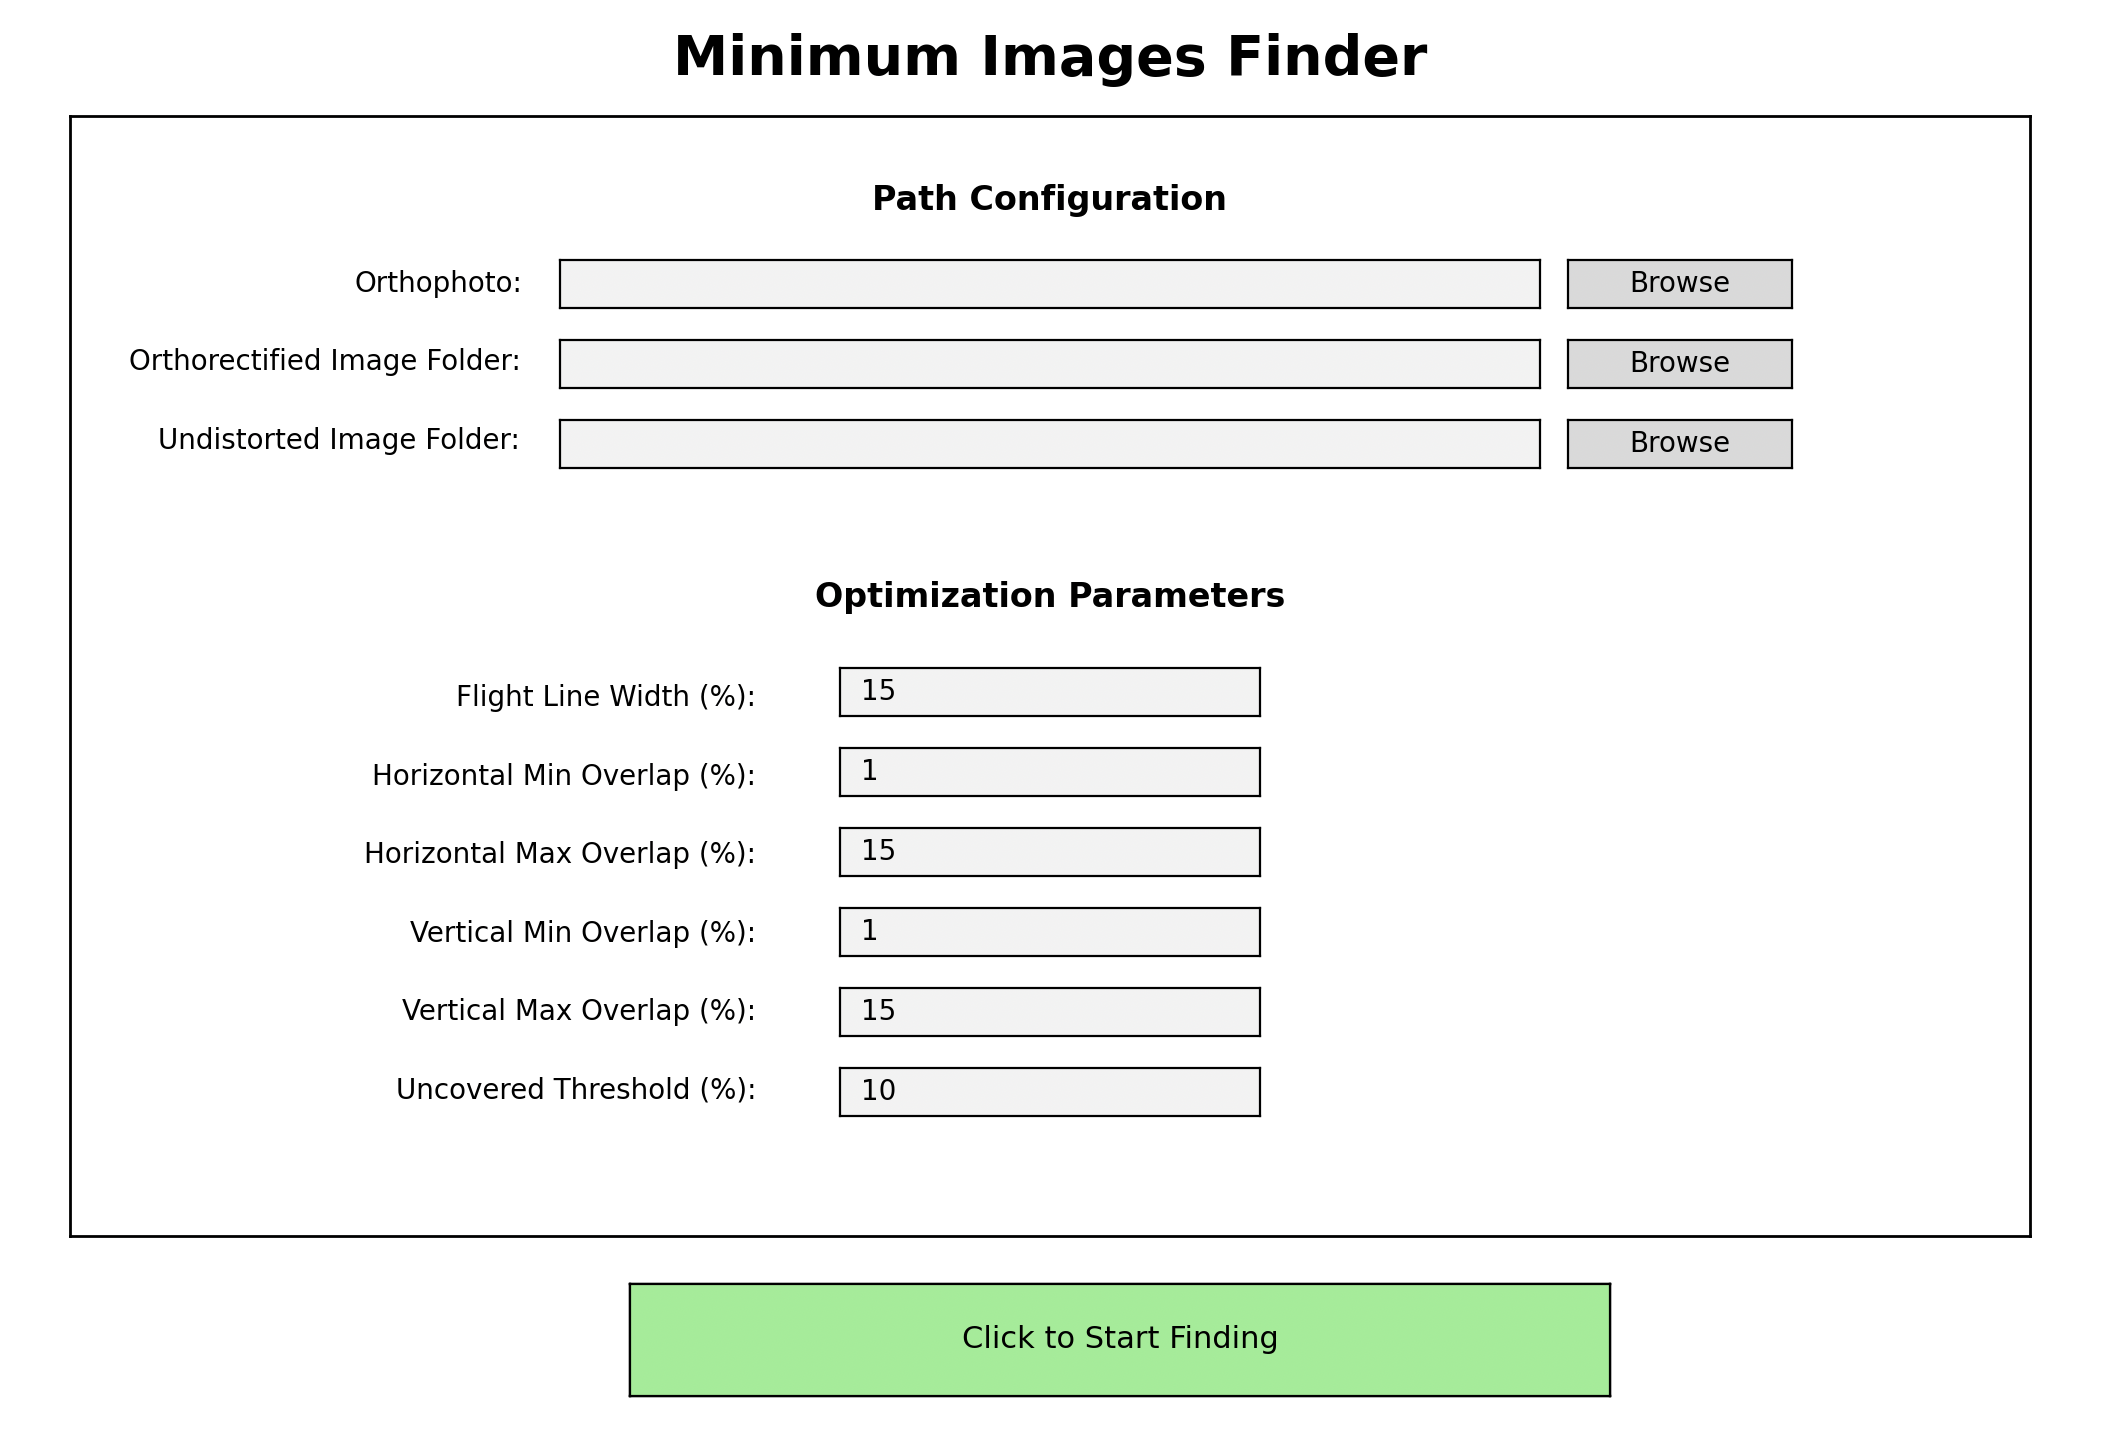 Minimum Images Finder
Path Configuration
Orthophoto: Browse
Orthorectified Image Folder: Browse
Undistorted Image Folder: Browse
Optimization Parameters
Flight Line Width (%): 15
Horizontal Min Overlap (%): 1
Horizontal Max Overlap (%): 15
Vertical Min Overlap (%): 1
Vertical Max Overlap (%): 15
Uncovered Threshold (%): 10
Click to Start Finding